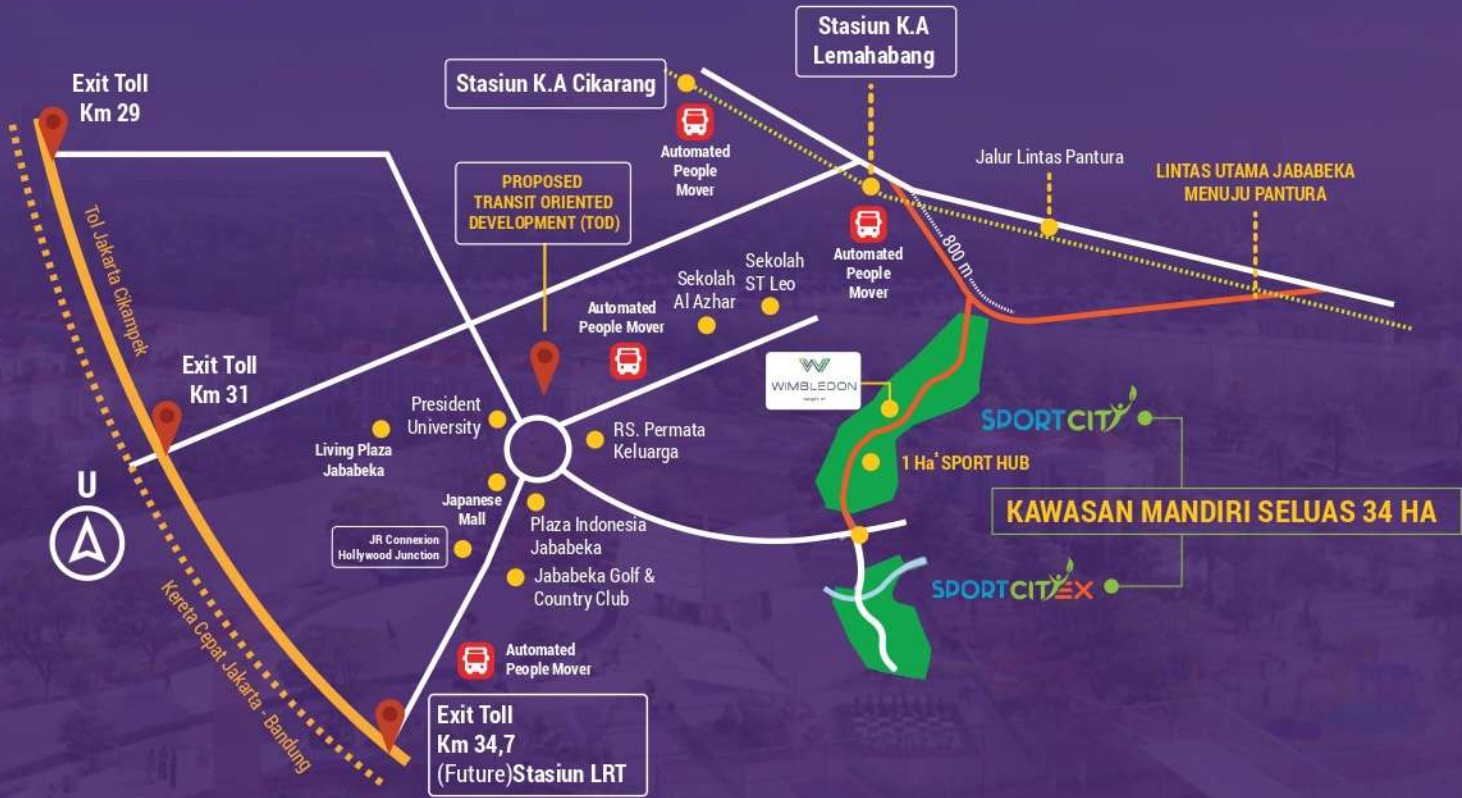 Stasiun K.A
Lemahabang
Stasiun K.A Cikarang
Exit Toll
Km 29
Automated
People
Mover
Jalur Lintas Pantura
LINTAS UTAMA JABABEKA
MENUJU PANTURA
PROPOSED
TRANSIT ORIENTED
DEVELOPMENT (TOD)
Tol Jakarta Cikampek
Automated
People
Mover
800 m
Sekolah
ST Leo
Sekolah
Al Azhar
Automated
People Mover
Exit Toll
Km 31
W
WIMBLEDON
President
University
Living Plaza
Jababeka
RS. Permata
Keluarga
SPORTCITY
1 Ha² SPORT HUB
U
Japanese
Mall
Plaza Indonesia
Jababeka
JR Connexion
Hollywood Junction
KAWASAN MANDIRI SELUAS 34 HA
Jababeka Golf &
Country Club
SPORTCITYEX
Kereta Cepat Jakarta - Bandung
Automated
People Mover
Exit Toll
Km 34,7
(Future)Stasiun LRT